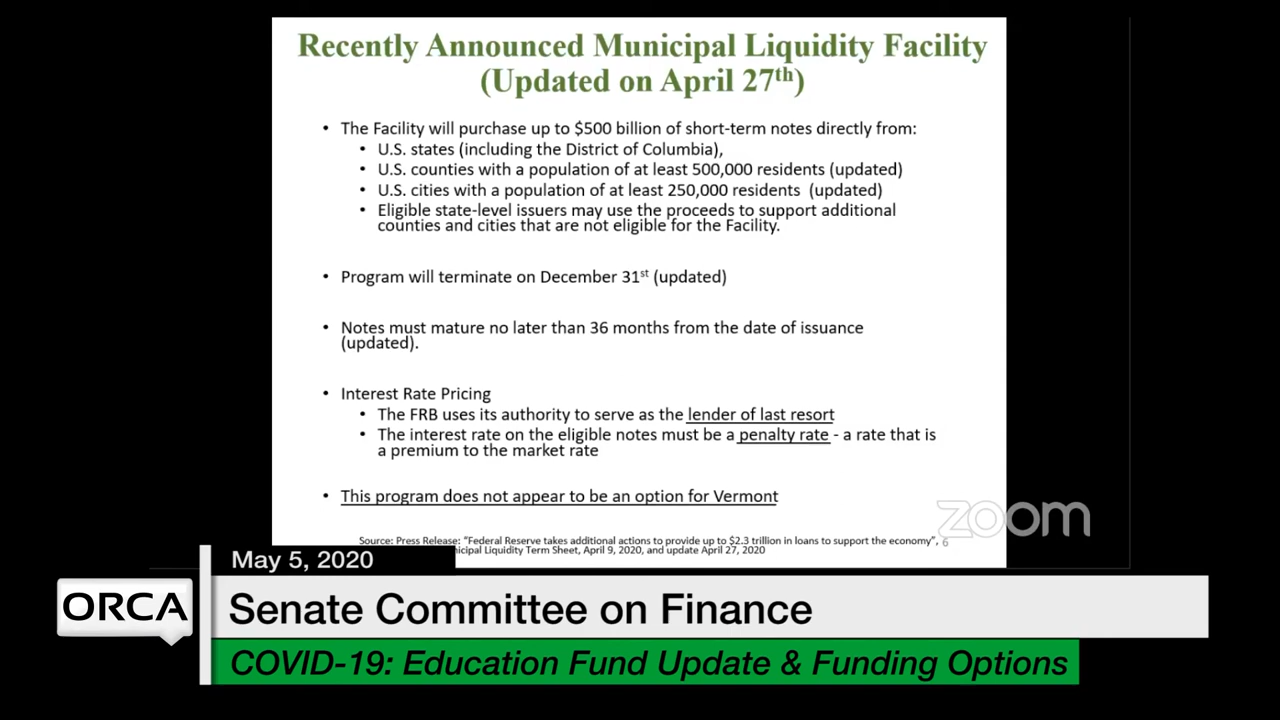 Recently Announced Municipal Liquidity Facility
(Updated on April 27th)
• The Facility will purchase up to $500 billion of short-term notes directly from:
• U.S. states (including the District of Columbia),
• U.S. counties with a population of at least 500,000 residents (updated)
• U.S. cities with a population of at least 250,000 residents (updated)
• Eligible state-level issuers may use the proceeds to support additional
counties and cities that are not eligible for the Facility.
• Program will terminate on December 31st (updated)
• Notes must mature no later than 36 months from the date of issuance
(updated).
• Interest Rate Pricing
• The FRB uses its authority to serve as the lender of last resort
• The interest rate on the eligible notes must be a penalty rate - a rate that is
a premium to the market rate
• This program does not appear to be an option for Vermont
zoom
Source: Press Release: "Federal Reserve takes additional actions to provide up to $2.3 trillion in loans to support the economy", 6
Liquidity Term Sheet, April 9, 2020, and update April 27, 2020
May 5, 2020
ORCA
Senate Committee on Finance
COVID-19: Education Fund Update & Funding Options